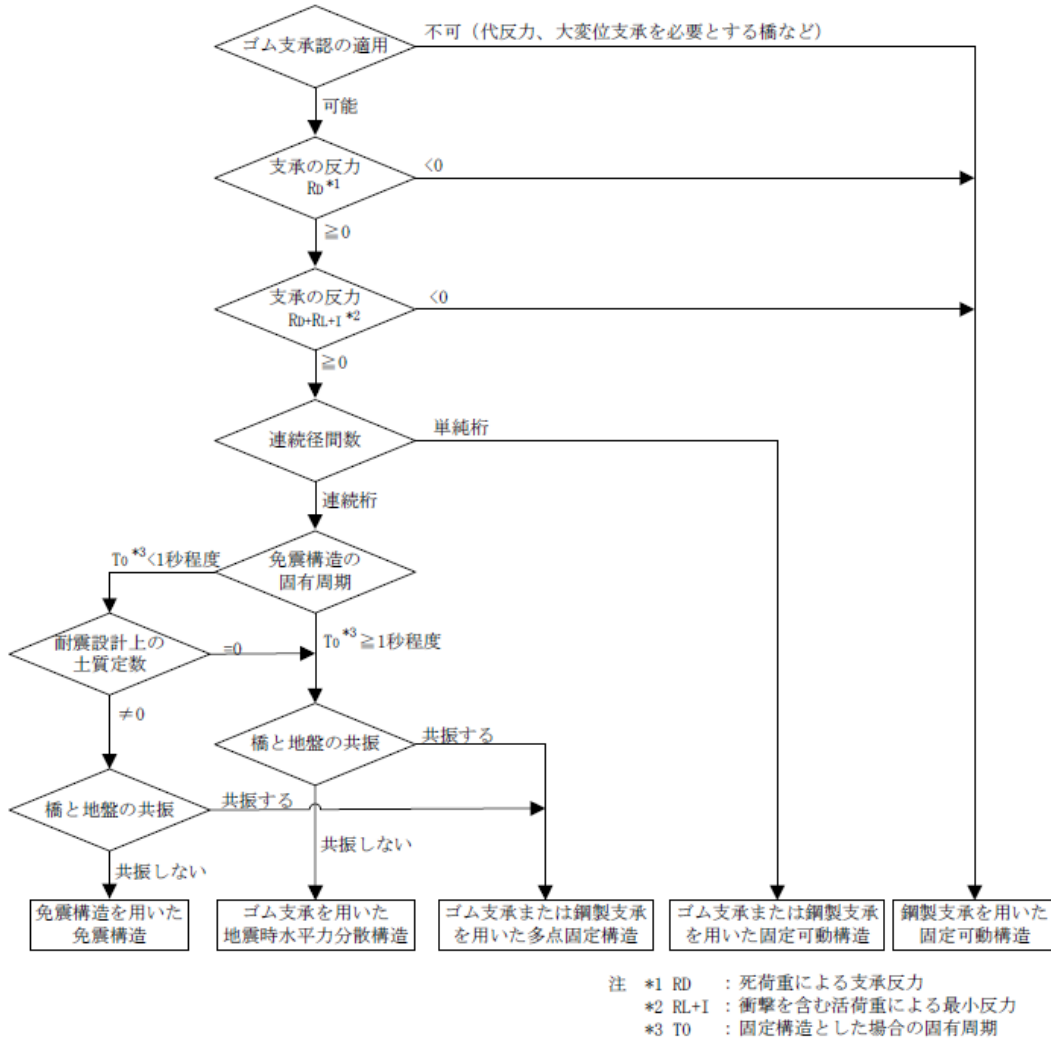 ゴム支承認の適用
不可（代反力、大変位支承を必要とする橋など）
可能
支承の反力
RD*1
<0
≧0
支承の反力
RD+RL+I*2
<0
≧0
連続径間数
単純桁
連続桁
T0*3<1秒程度
免震構造の
固有周期
耐震設計上の
土質定数
=0
T0*3≧1秒程度
≠0
橋と地盤の共振
共振する
橋と地盤の共振
共振する
共振しない
共振しない
免震構造を用いた
免震構造
ゴム支承を用いた
地震時水平力分散構造
ゴム支承または鋼製支承
を用いた多点固定構造
ゴム支承または鋼製支承
を用いた固定可動構造
鋼製支承を用いた
固定可動構造
注 *1 RD ：死荷重による支承反力
*2 RL+I ：衝撃を含む活荷重による最小反力
*3 T0 ：固定構造とした場合の固有周期